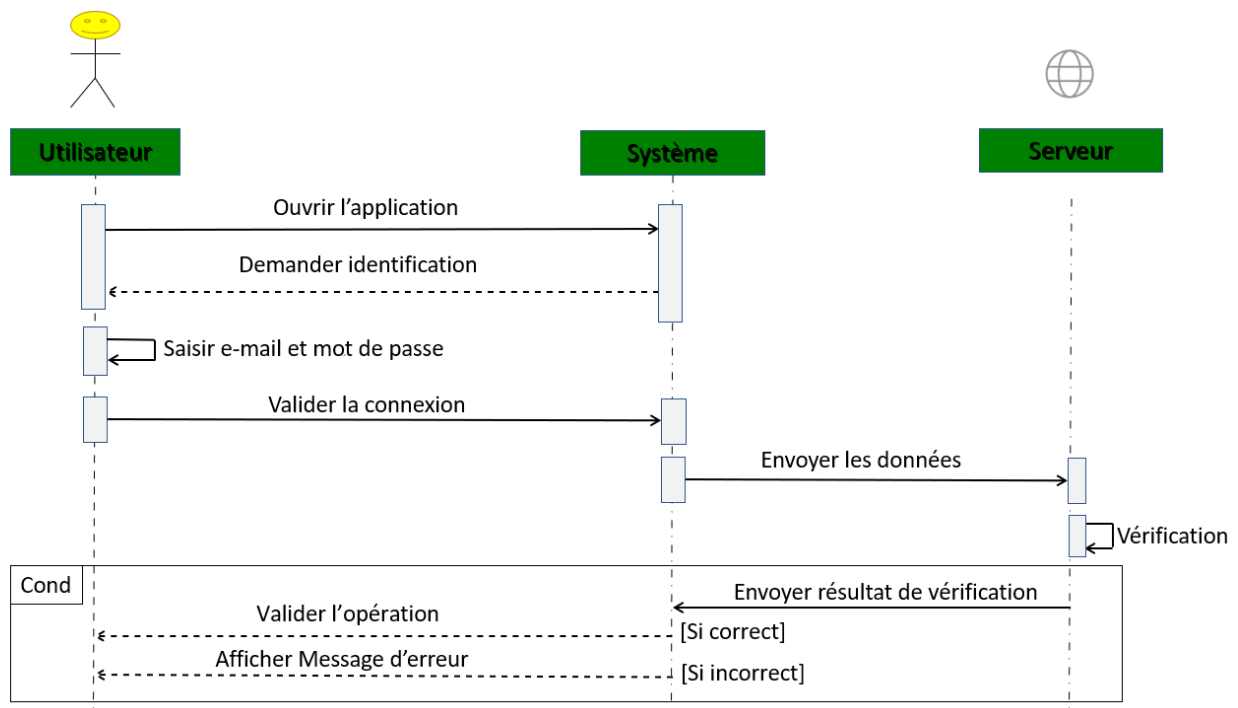 Utilisateur
Système
Serveur
Ouvrir l’application
Demander identification
Saisir e-mail et mot de passe
Valider la connexion
Envoyer les données
Vérification
Cond
Envoyer résultat de vérification
Valider l’opération
[Si correct]
Afficher Message d’erreur
[Si incorrect]